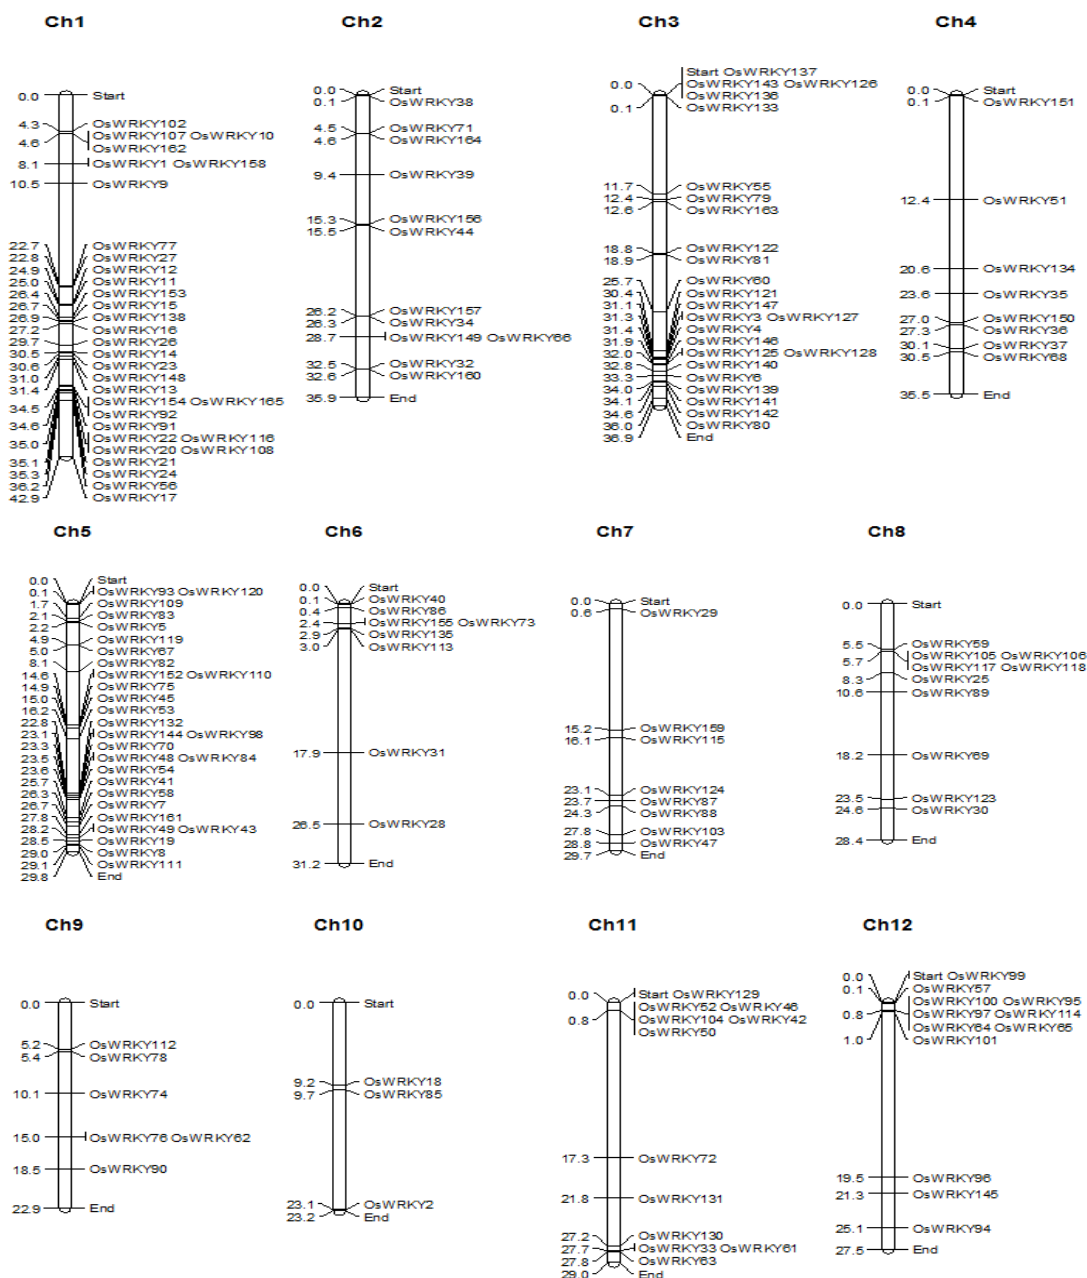 Ch1
0.0 Start
4.3 OsWRKY102
4.6 OsWRKY107 OsWRKY10
OsWRKY162
8.1 OsWRKY1 OsWRKY158
10.5 OsWRKY9
22.7 OsWRKY77
22.8 OsWRKY27
24.9 OsWRKY12
25.0 OsWRKY11
26.4 OsWRKY153
26.7 OsWRKY15
26.9 OsWRKY138
27.2 OsWRKY16
29.7 OsWRKY26
30.5 OsWRKY14
30.6 OsWRKY23
31.0 OsWRKY148
31.4 OsWRKY13
34.5 OsWRKY154 OsWRKY165
OsWRKY92
34.6 OsWRKY91
35.0 OsWRKY22 OsWRKY116
OsWRKY20 OsWRKY108
35.1 OsWRKY21
35.3 OsWRKY24
36.2 OsWRKY56
42.9 OsWRKY17
Ch2
0.0 Start
0.1 OsWRKY38
4.5 OsWRKY71
4.6 OsWRKY164
9.4 OsWRKY39
15.3 OsWRKY156
15.5 OsWRKY44
26.2 OsWRKY157
26.3 OsWRKY34
28.7 OsWRKY149 OsWRKY66
32.5 OsWRKY32
32.6 OsWRKY160
35.9 End
Ch3
Start OsWRKY137
0.0 OsWRKY143 OsWRKY126
OsWRKY136
0.1 OsWRKY133
11.7 OsWRKY55
12.4 OsWRKY79
12.6 OsWRKY163
18.8 OsWRKY122
18.9 OsWRKY81
25.7 OsWRKY60
30.4 OsWRKY121
31.1 OsWRKY147
31.3 OsWRKY3 OsWRKY127
31.4 OsWRKY4
31.9 OsWRKY146
32.0 OsWRKY125 OsWRKY128
32.8 OsWRKY140
33.3 OsWRKY6
34.0 OsWRKY139
34.1 OsWRKY141
34.6 OsWRKY142
36.0 OsWRKY80
36.9 End
Ch4
0.0 Start
0.1 OsWRKY151
12.4 OsWRKY51
20.6 OsWRKY134
23.6 OsWRKY35
27.0 OsWRKY150
27.3 OsWRKY36
30.1 OsWRKY37
30.5 OsWRKY68
35.5 End
Ch5
0.0 Start
0.1 OsWRKY93 OsWRKY120
1.7 OsWRKY109
2.1 OsWRKY83
2.2 OsWRKY5
4.9 OsWRKY119
5.0 OsWRKY67
8.1 OsWRKY82
14.6 OsWRKY152 OsWRKY110
14.9 OsWRKY75
15.0 OsWRKY45
16.2 OsWRKY53
22.8 OsWRKY132
23.1 OsWRKY144 OsWRKY98
23.3 OsWRKY70
23.5 OsWRKY48 OsWRKY84
23.6 OsWRKY54
25.7 OsWRKY41
26.3 OsWRKY58
26.7 OsWRKY7
27.8 OsWRKY161
28.2 OsWRKY49 OsWRKY43
28.5 OsWRKY19
29.0 OsWRKY8
29.1 OsWRKY111
29.8 End
Ch6
0.0 Start
0.1 OsWRKY40
0.4 OsWRKY86
2.4 OsWRKY155 OsWRKY73
2.9 OsWRKY135
3.0 OsWRKY113
17.9 OsWRKY31
26.5 OsWRKY28
31.2 End
Ch7
0.0 Start
0.6 OsWRKY29
15.2 OsWRKY159
16.1 OsWRKY115
23.1 OsWRKY124
23.7 OsWRKY87
24.3 OsWRKY88
27.8 OsWRKY103
28.8 OsWRKY47
29.7 End
Ch8
0.0 Start
5.5 OsWRKY59
5.7 OsWRKY105 OsWRKY106
OsWRKY117 OsWRKY118
8.3 OsWRKY25
10.6 OsWRKY89
18.2 OsWRKY69
23.5 OsWRKY123
24.6 OsWRKY30
28.4 End
Ch9
0.0 Start
5.2 OsWRKY112
5.4 OsWRKY78
10.1 OsWRKY74
15.0 OsWRKY76 OsWRKY62
18.5 OsWRKY90
22.9 End
Ch10
0.0 Start
9.2 OsWRKY18
9.7 OsWRKY85
23.1 OsWRKY2
23.2 End
Ch11
0.0 Start OsWRKY129
OsWRKY52 OsWRKY46
0.8 OsWRKY104 OsWRKY42
OsWRKY50
17.3 OsWRKY72
21.8 OsWRKY131
27.2 OsWRKY130
27.7 OsWRKY33 OsWRKY61
27.8 OsWRKY63
29.0 End
Ch12
0.0 Start OsWRKY99
0.1 OsWRKY57
OsWRKY100 OsWRKY95
0.8 OsWRKY97 OsWRKY114
OsWRKY64 OsWRKY65
1.0 OsWRKY101
19.5 OsWRKY96
21.3 OsWRKY145
25.1 OsWRKY94
27.5 End